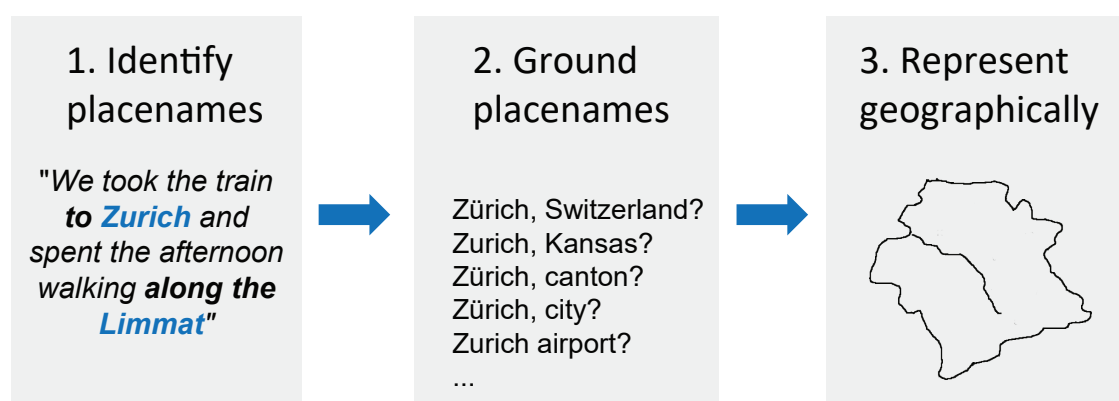 1. Identify
placenames
"We took the train
to Zurich and
spent the afternoon
walking along the
Limmat"
2. Ground
placenames
Zürich, Switzerland?
Zurich, Kansas?
Zürich, canton?
Zürich, city?
Zurich airport?
...
3. Represent
geographically